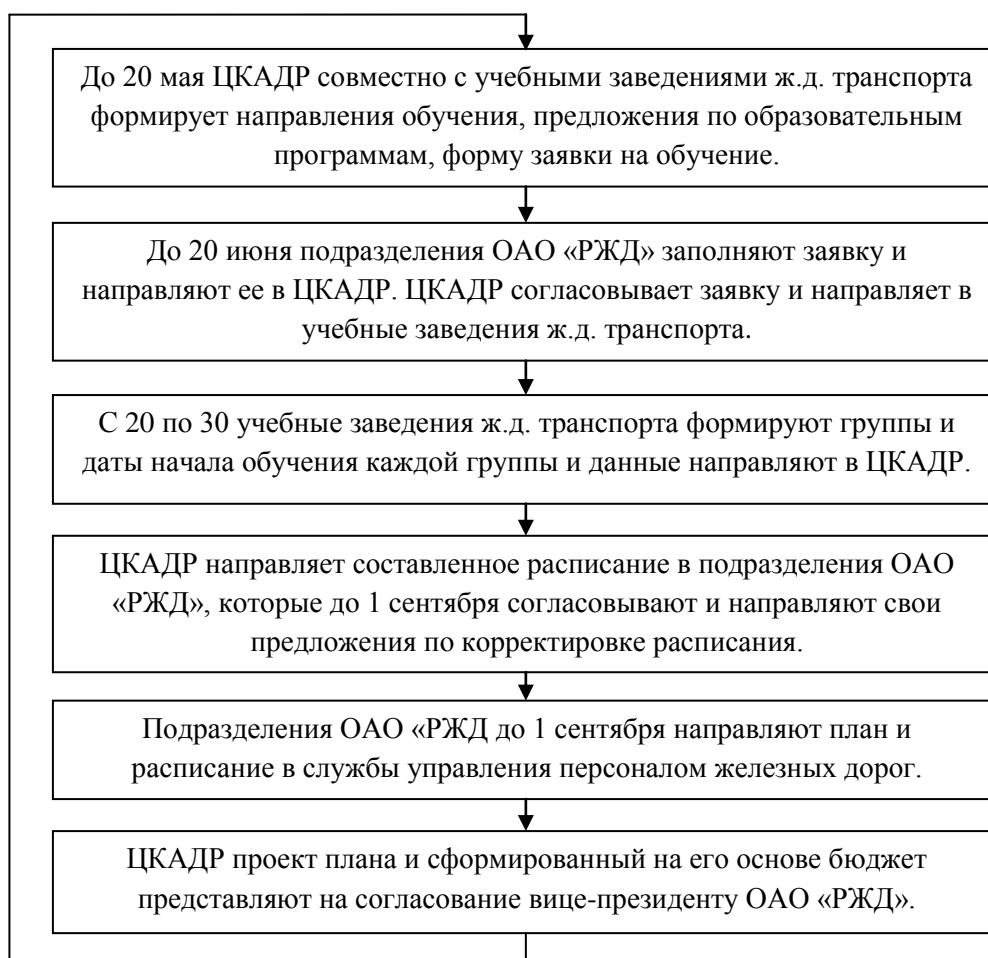 До 20 мая ЦКАДР совместно с учебными заведениями ж.д. транспорта
формирует направления обучения, предложения по образовательным
программам, форму заявки на обучение.
До 20 июня подразделения ОАО «РЖД» заполняют заявку и
направляют ее в ЦКАДР. ЦКАДР согласовывает заявку и направляет в
учебные заведения ж.д. транспорта.
С 20 по 30 учебные заведения ж.д. транспорта формируют группы и
даты начала обучения каждой группы и данные направляют в ЦКАДР.
ЦКАДР направляет составленное расписание в подразделения ОАО
«РЖД», которые до 1 сентября согласовывают и направляют свои
предложения по корректировке расписания.
Подразделения ОАО «РЖД до 1 сентября направляют план и
расписание в службы управления персоналом железных дорог.
ЦКАДР проект плана и сформированный на его основе бюджет
представляют на согласование вице-президенту ОАО «РЖД».